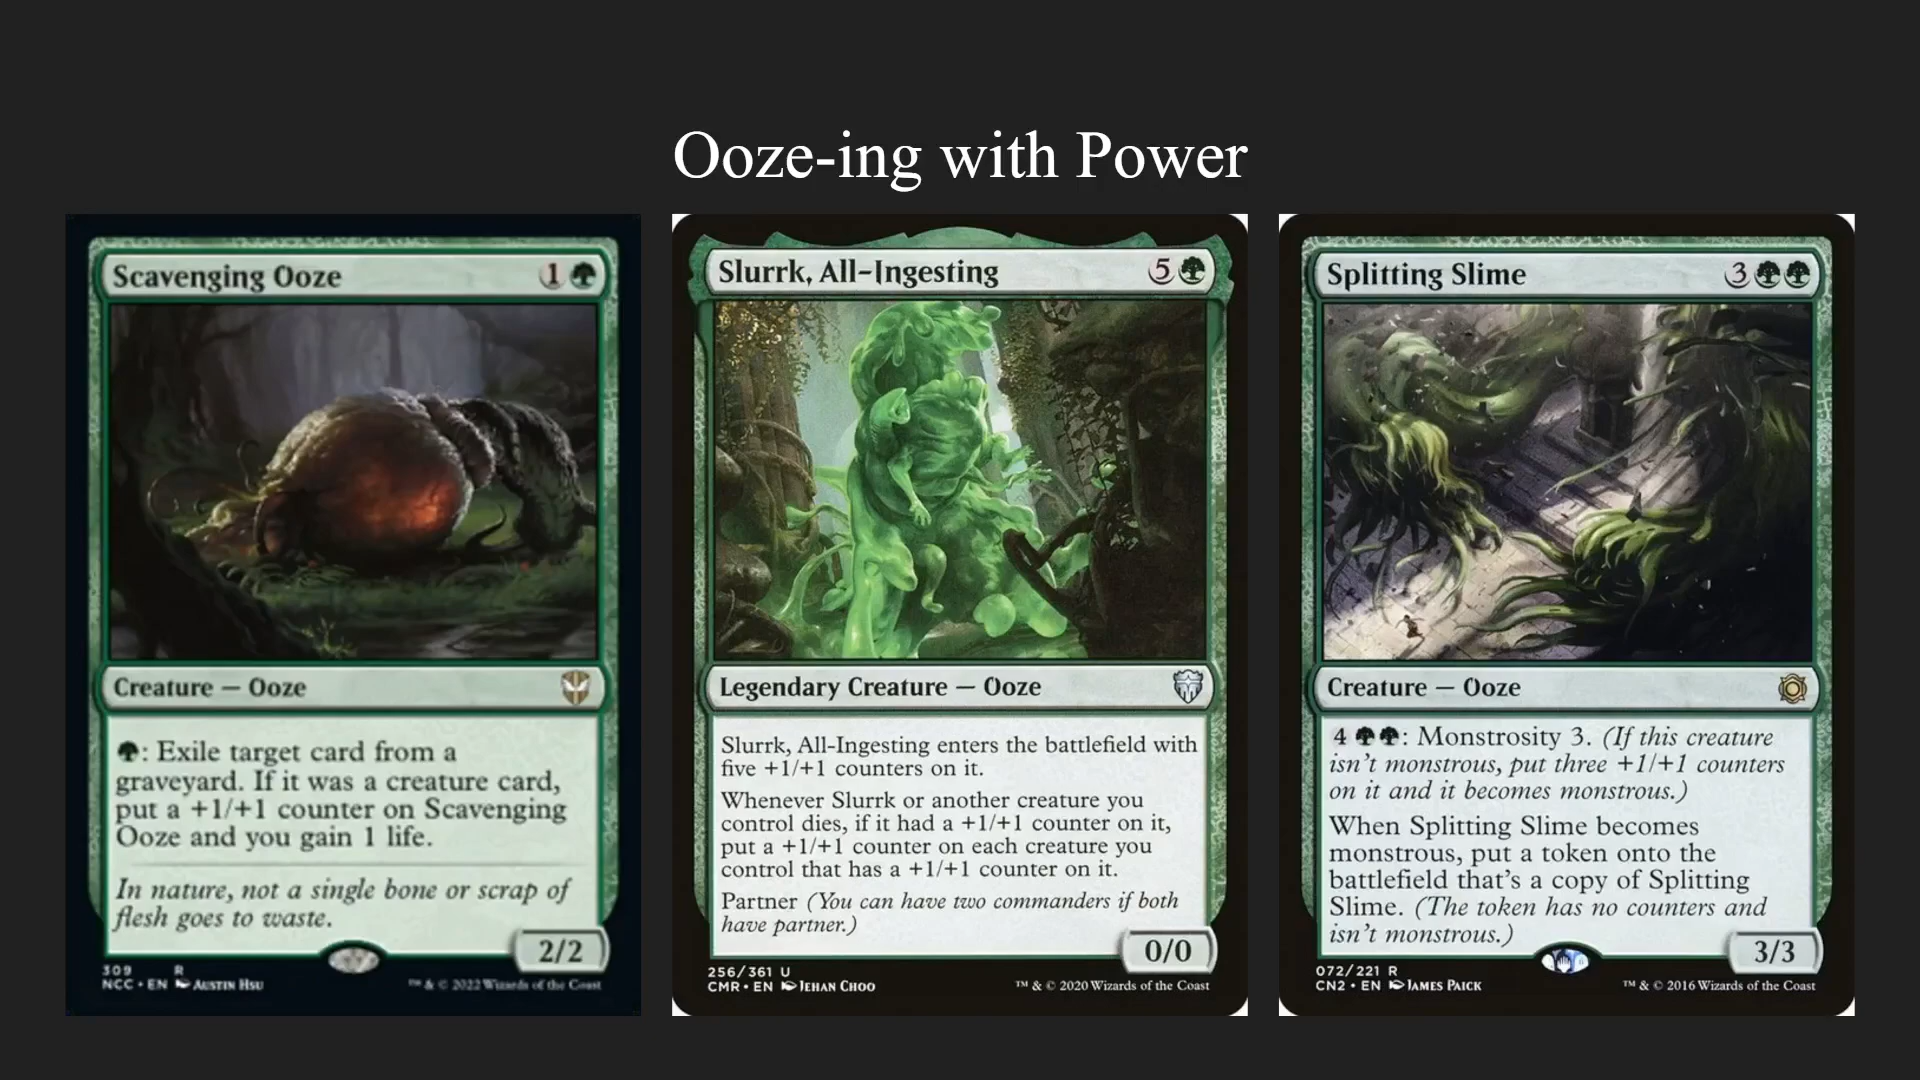 Ooze-ing with Power
Scavenging Ooze 1
Creature — Ooze
: Exile target card from a
graveyard. If it was a creature card,
put a +1/+1 counter on Scavenging
Ooze and you gain 1 life.
In nature, not a single bone or scrap of
flesh goes to waste.
2/2
309 R
NCC • EN Austin Hsu
™ & © 2022 Wizards of the Coast
Slurrk, All-Ingesting 5
Legendary Creature — Ooze
Slurrk, All-Ingesting enters the battlefield with
five +1/+1 counters on it.
Whenever Slurrk or another creature you
control dies, if it had a +1/+1 counter on it,
put a +1/+1 counter on each creature you
control that has a +1/+1 counter on it.
Partner (You can have two commanders if both
have partner.)
0/0
256/361 U
CMR • EN Jehan Choo
™ & © 2020 Wizards of the Coast
Splitting Slime 3
Creature — Ooze
4 : Monstrosity 3. (If this creature
isn't monstrous, put three +1/+1 counters
on it and it becomes monstrous.)
When Splitting Slime becomes
monstrous, put a token onto the
battlefield that's a copy of Splitting
Slime. (The token has no counters and
isn't monstrous.)
3/3
072/221 R
CN2 • EN James Paick
™ & © 2016 Wizards of the Coast